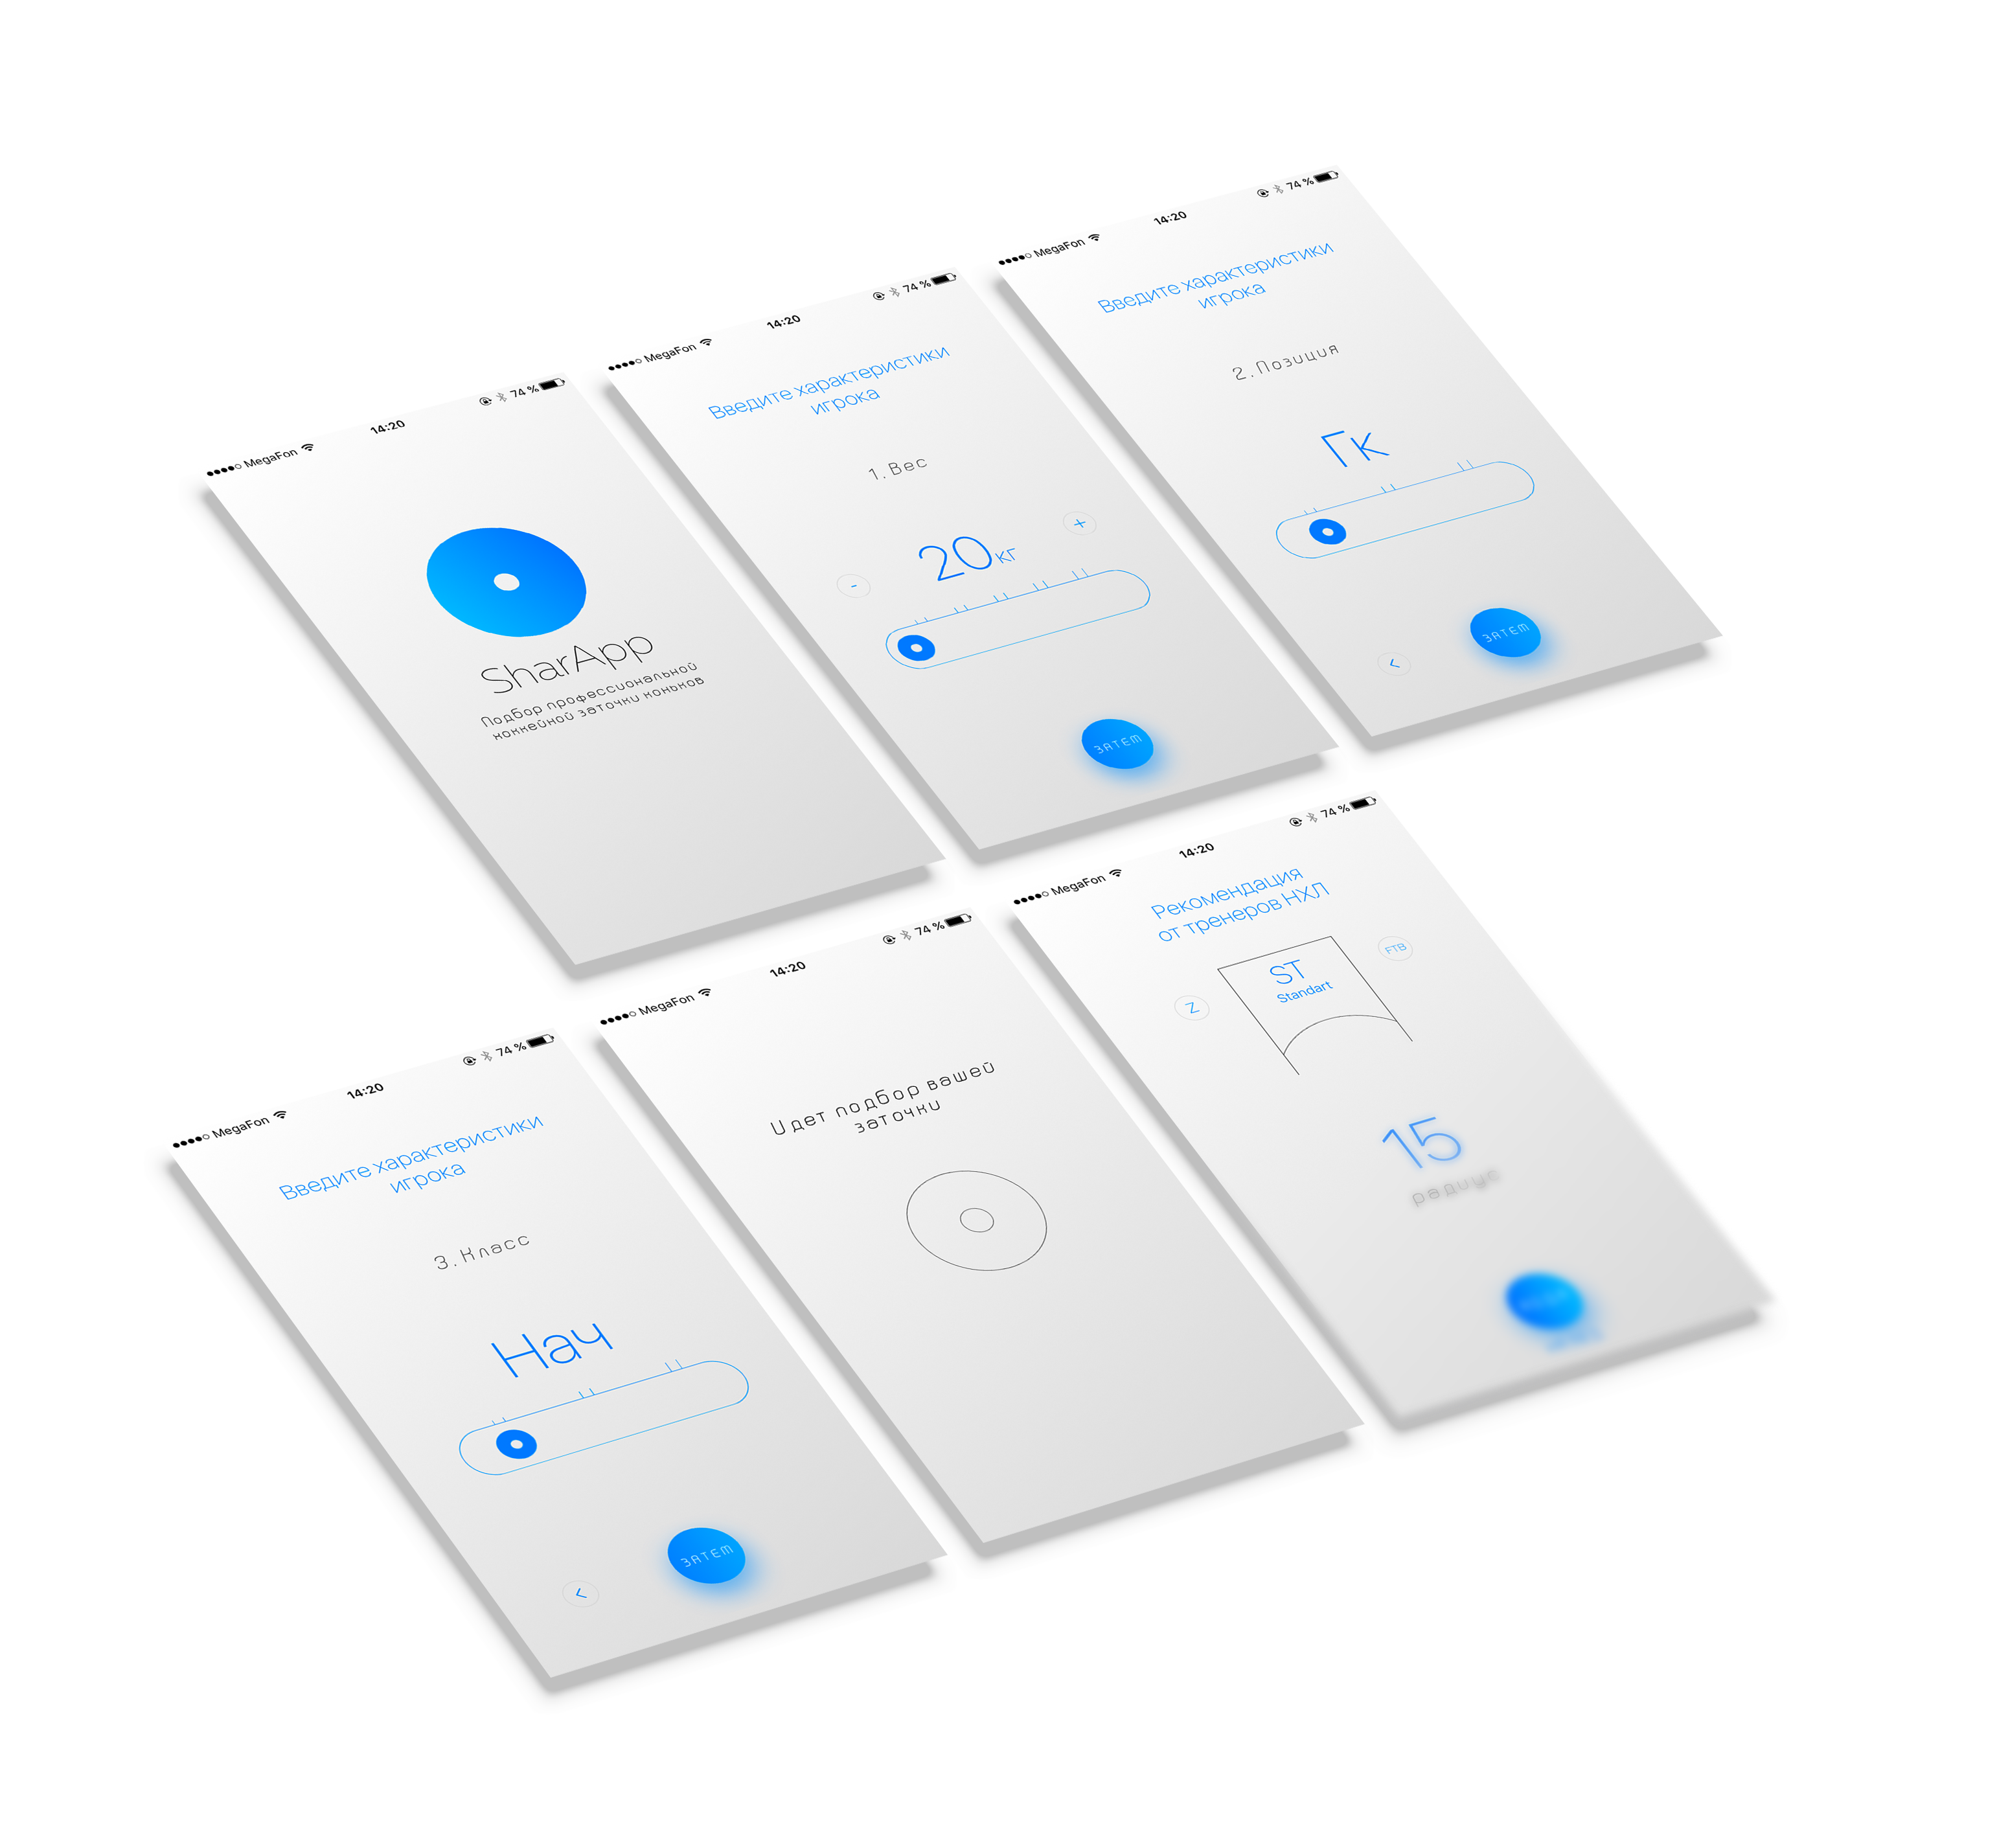 MegaFon 14:20 74 %
SharApp
Подбор профессиональной
хоккейной заточки коньков
MegaFon 14:20 74 %
Введите характеристики
игрока
1. Вес
- 20 кг +
ЗАТЕМ
MegaFon 14:20 74 %
Введите характеристики
игрока
2. Позиция
Гк
<
ЗАТЕМ
MegaFon 14:20 74 %
Введите характеристики
игрока
3. Класс
Нач
<
ЗАТЕМ
MegaFon 14:20 74 %
Идет подбор вашей
заточки
MegaFon 14:20 74 %
Рекомендация
от тренеров НХЛ
Z
ST
Standart
FTB
15
радиус